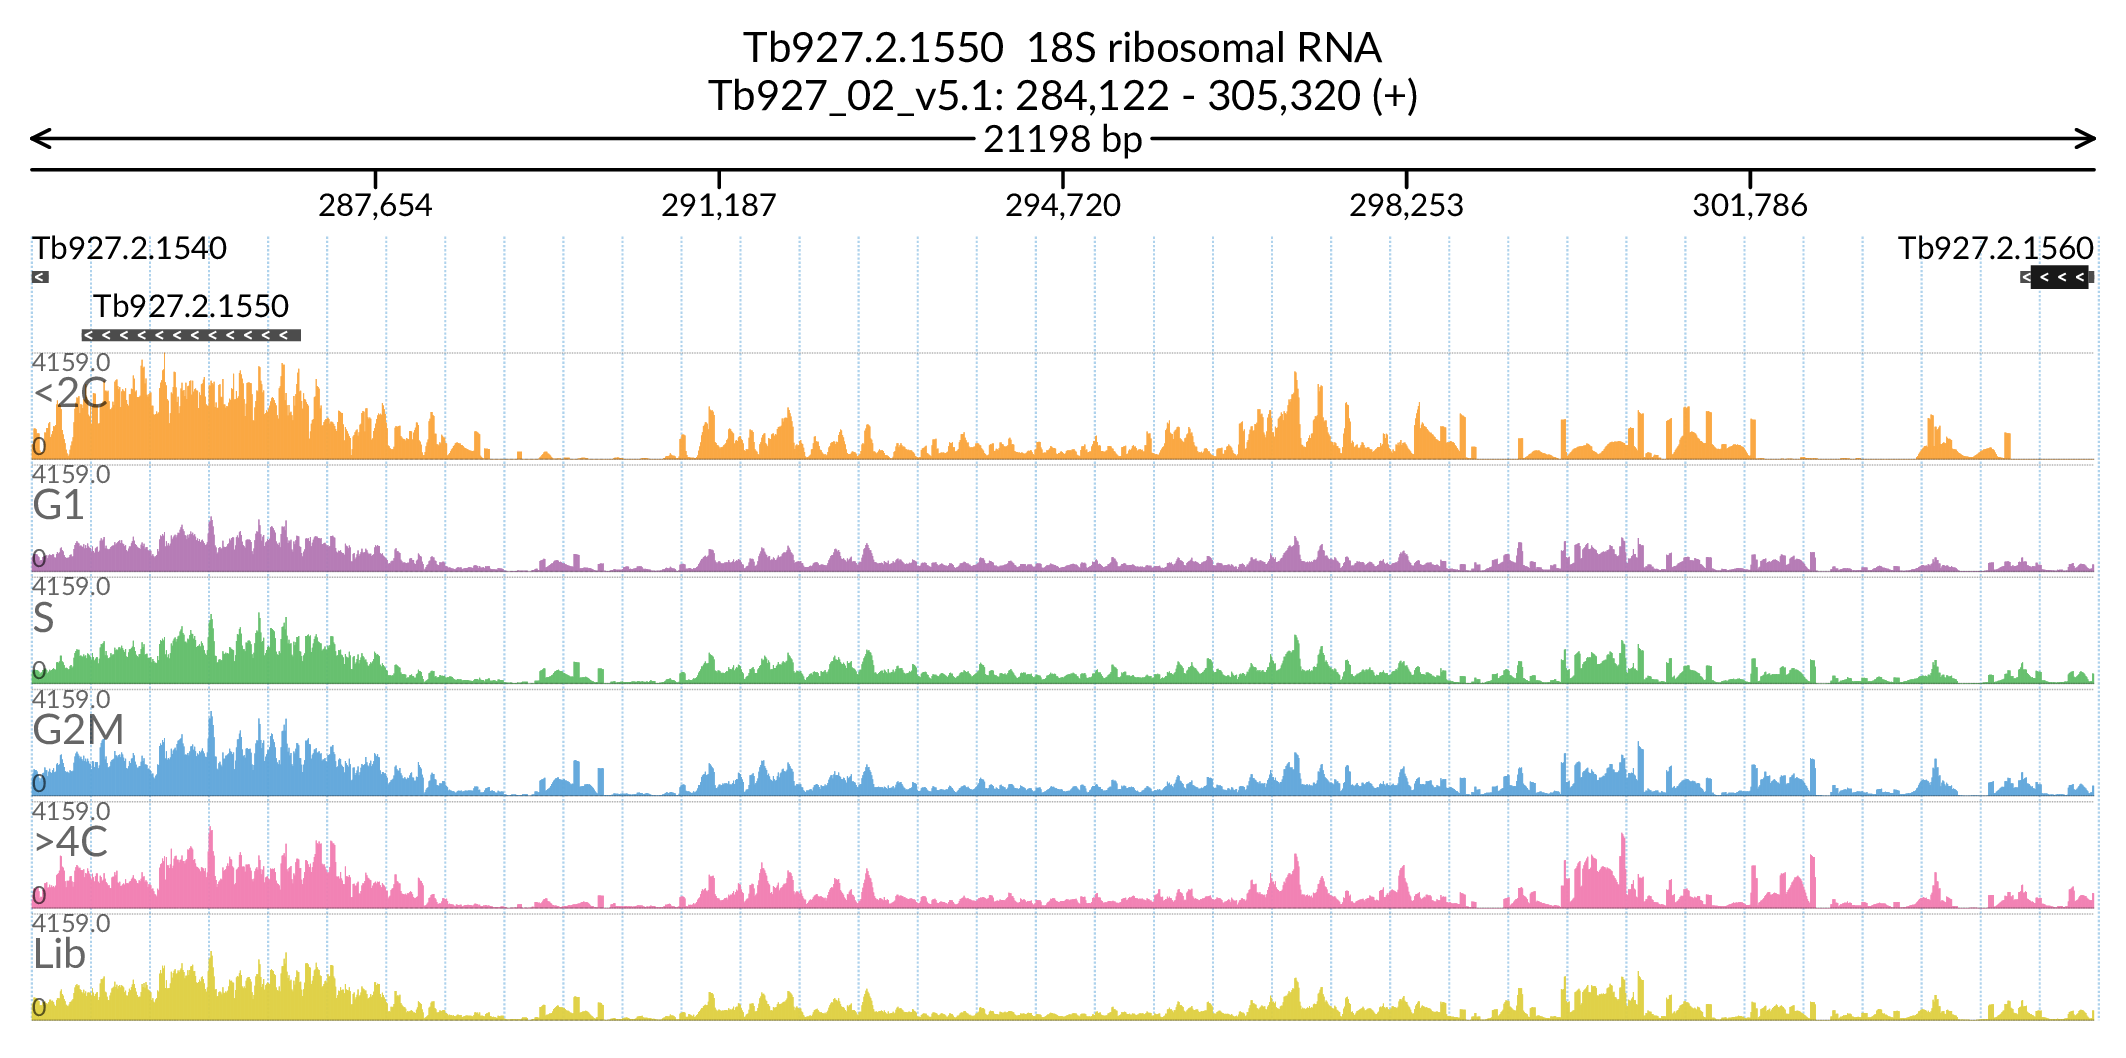 Tb927.2.1550 18S ribosomal RNA
Tb927_02_v5.1: 284,122 - 305,320 (+)
21198 bp
287,654 291,187 294,720 298,253 301,786
Tb927.2.1540 Tb927.2.1560
Tb927.2.1550
4159.0
<2C
0
4159.0
G1
0
4159.0
S
0
4159.0
G2M
0
4159.0
>4C
0
4159.0
Lib
0